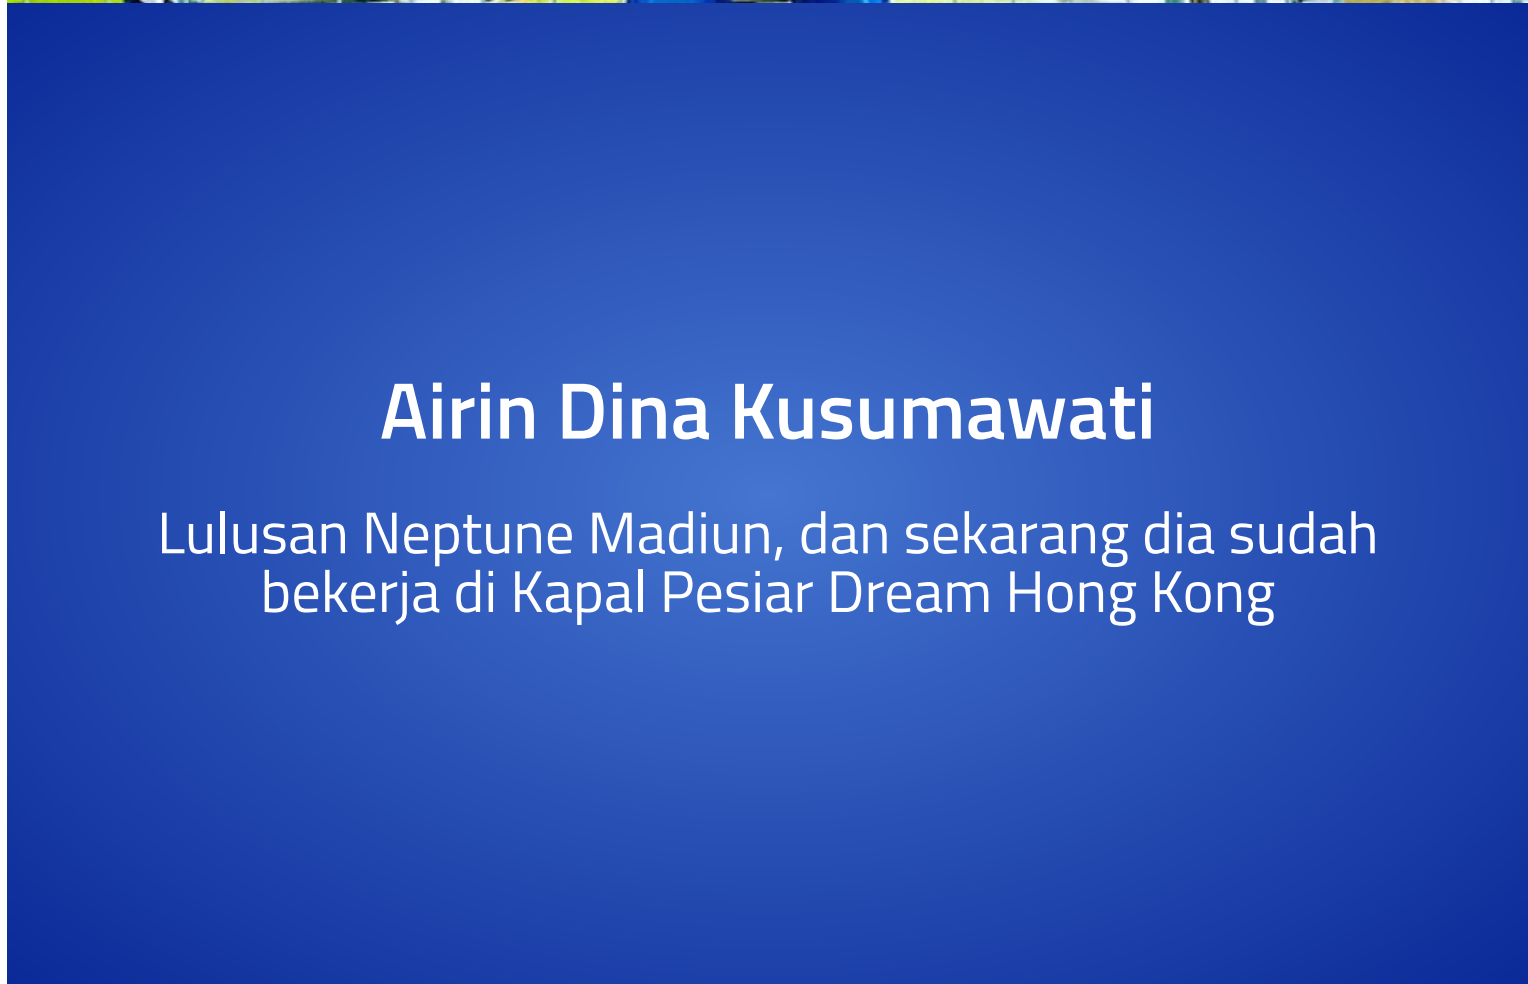 Airin Dina Kusumawati
Lulusan Neptune Madiun, dan sekarang dia sudah
bekerja di Kapal Pesiar Dream Hong Kong